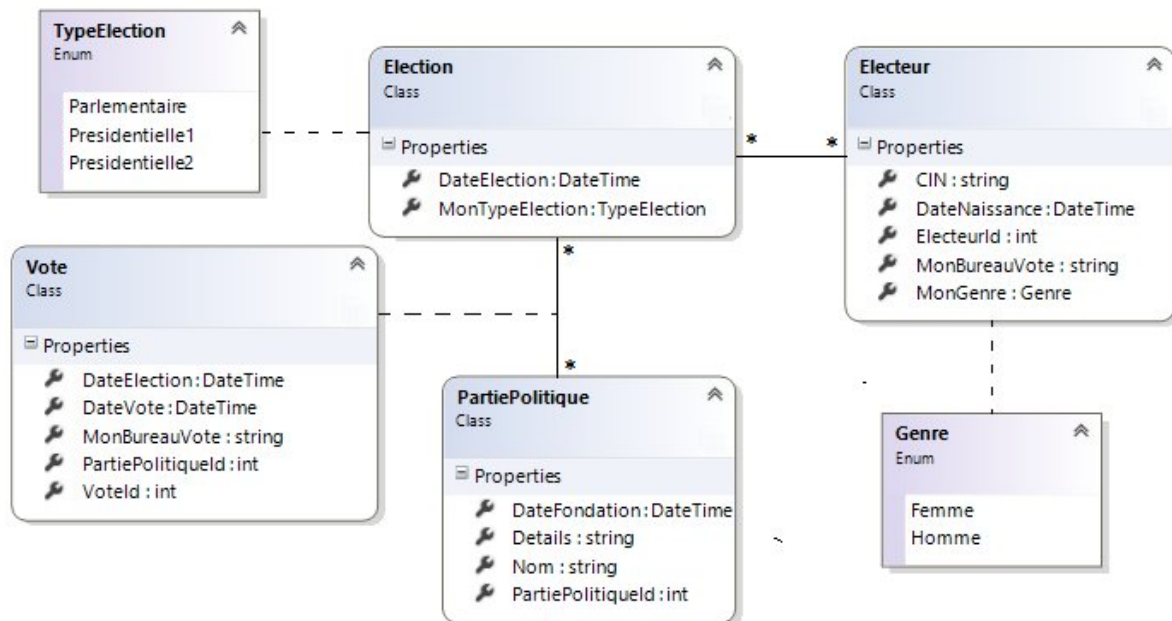 TypeElection
Enum
Parlementaire
Presidentielle1
Presidentielle2
Election
Class
Properties
DateElection:DateTime
MonTypeElection:TypeElection
*
*
Electeur
Class
Properties
CIN : string
DateNaissance:DateTime
ElecteurId : int
MonBureauVote : string
MonGenre : Genre
*
Vote
Class
Properties
DateElection:DateTime
DateVote:DateTime
MonBureauVote : string
PartiePolitiqueId:int
VoteId : int
*
PartiePolitique
Class
Properties
DateFondation:DateTime
Details : string
Nom : string
PartiePolitiqueId:int
Genre
Enum
Femme
Homme